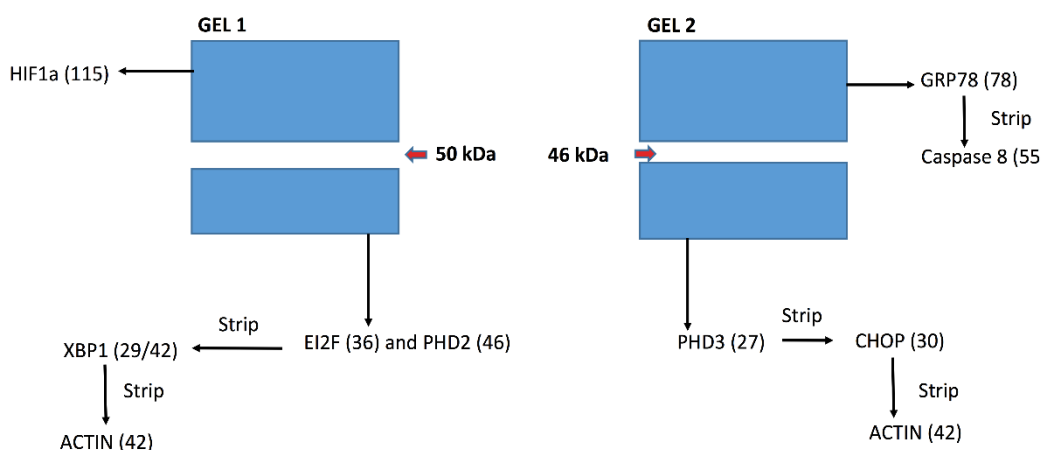 GEL 1
GEL 2
HIF1a (115)
GRP78 (78)
Strip
Caspase 8 (55
50 kDa
46 kDa
Strip
EI2F (36) and PHD2 (46)
XBP1 (29/42)
Strip
ACTIN (42)
PHD3 (27)
Strip
CHOP (30)
Strip
ACTIN (42)